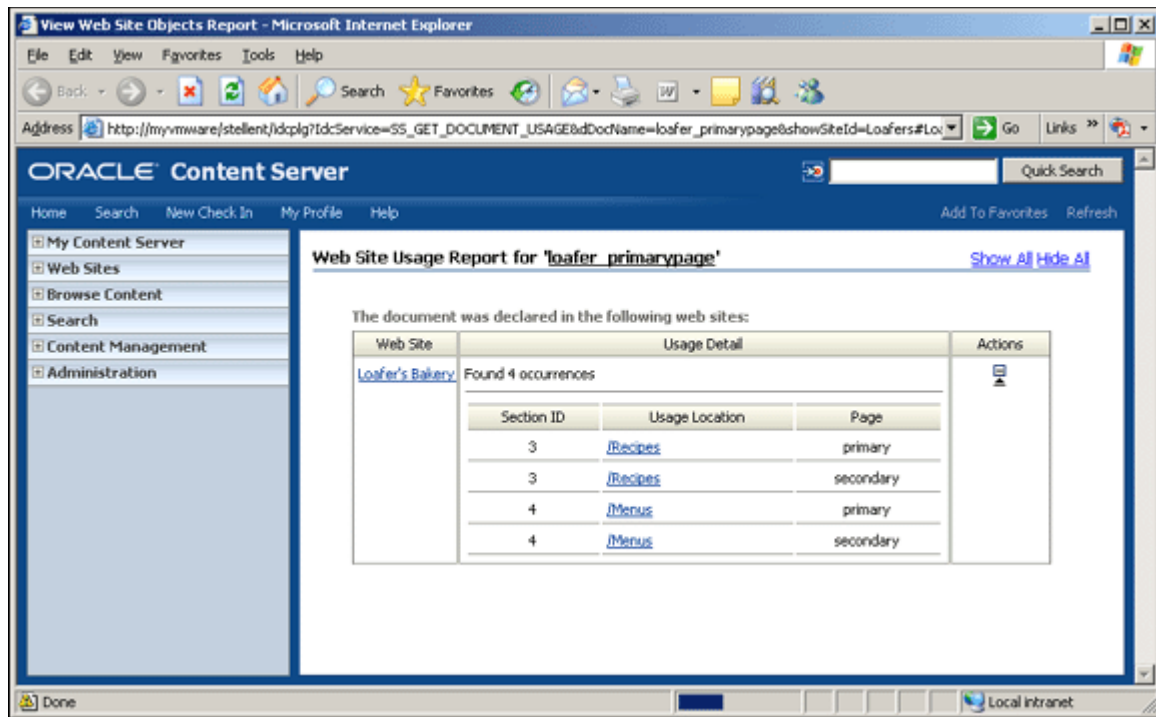 View Web Site Objects Report - Microsoft Internet Explorer
File Edit View Favorites Tools Help
Back Search Favorites
Address http://myvmware/stellent/idcplg?IdcService=SS_GET_DOCUMENT_USAGE&dDocName=loafer_primarypage&showSiteId=Loafers#Loa Go Links »
ORACLE Content Server Quick Search
Home Search New Check In My Profile Help Add To Favorites Refresh
My Content Server
Web Sites
Browse Content
Search
Content Management
Administration
Web Site Usage Report for 'loafer_primarypage' Show All Hide All
The document was declared in the following web sites:
Web Site Usage Detail Actions
Loafer's Bakery Found 4 occurrences
Section ID Usage Location Page
3 /Recipes primary
3 /Recipes secondary
4 /Menus primary
4 /Menus secondary
Done Local intranet